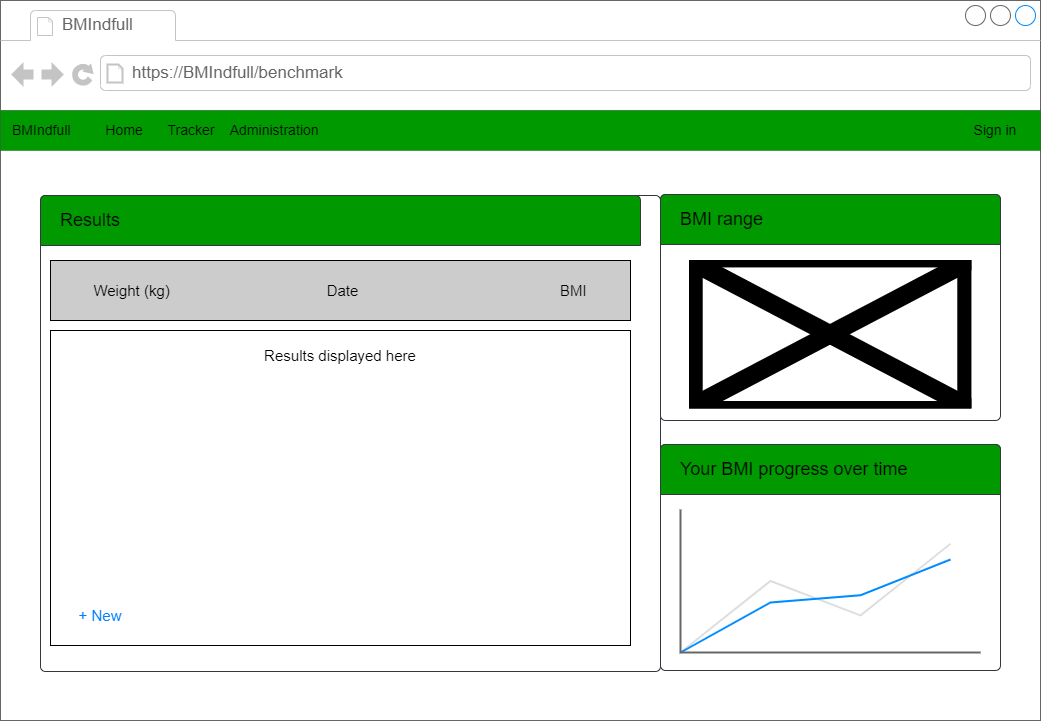 BMIndfull
https://BMIndfull/benchmark
BMIndfull Home Tracker Administration Sign in
Results
Weight (kg) Date BMI
Results displayed here
+ New
BMI range
Your BMI progress over time